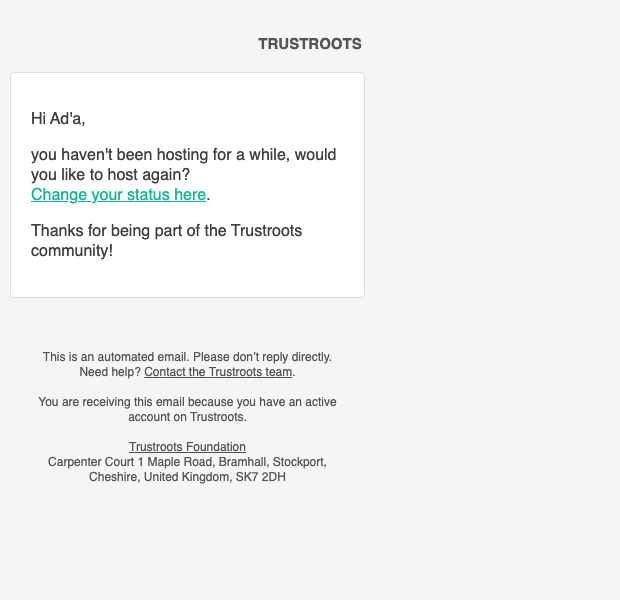 TRUSTROOTS
Hi Ad'a,
you haven't been hosting for a while, would
you like to host again?
Change your status here.
Thanks for being part of the Trustroots
community!
This is an automated email. Please don’t reply directly.
Need help? Contact the Trustroots team.
You are receiving this email because you have an active
account on Trustroots.
Trustroots Foundation
Carpenter Court 1 Maple Road, Bramhall, Stockport,
Cheshire, United Kingdom, SK7 2DH